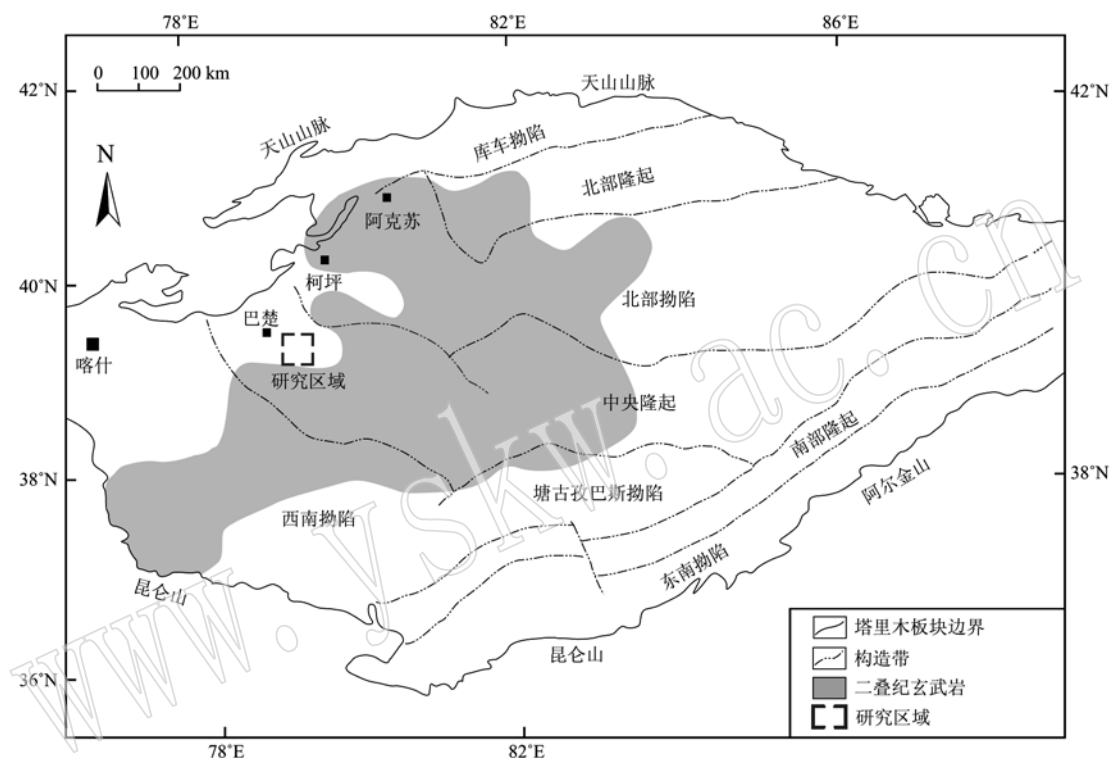 78°E 82°E 86°E
0 100 200 km
42°N 42°N
天山山脉
天山山脉
库车拗陷
N
北部隆起
阿克苏
柯坪
40°N 40°N
北部拗陷
巴楚
喀什
研究区域
中央隆起
南部隆起
38°N 38°N
塘古孜巴斯拗陷
阿尔金山
西南拗陷
东南拗陷
昆仑山
昆仑山
塔里木板块边界
构造带
二叠纪玄武岩
研究区域
36°N
78°E 82°E
www.yskw.ac.cn